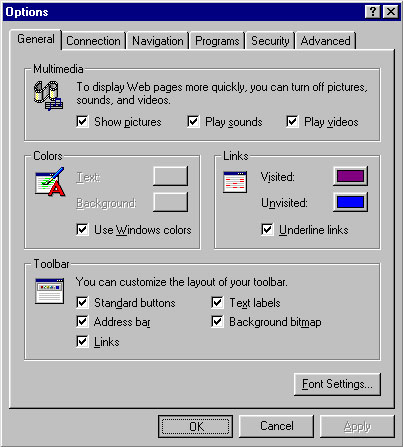 Options
General Connection Navigation Programs Security Advanced
Multimedia
To display Web pages more quickly, you can turn off pictures,
sounds, and videos.
Show pictures Play sounds Play videos
Colors
Text:
Background:
Use Windows colors
Links
Visited:
Unvisited:
Underline links
Toolbar
You can customize the layout of your toolbar.
Standard buttons Text labels
Address bar Background bitmap
Links
Font Settings...
OK Cancel Apply